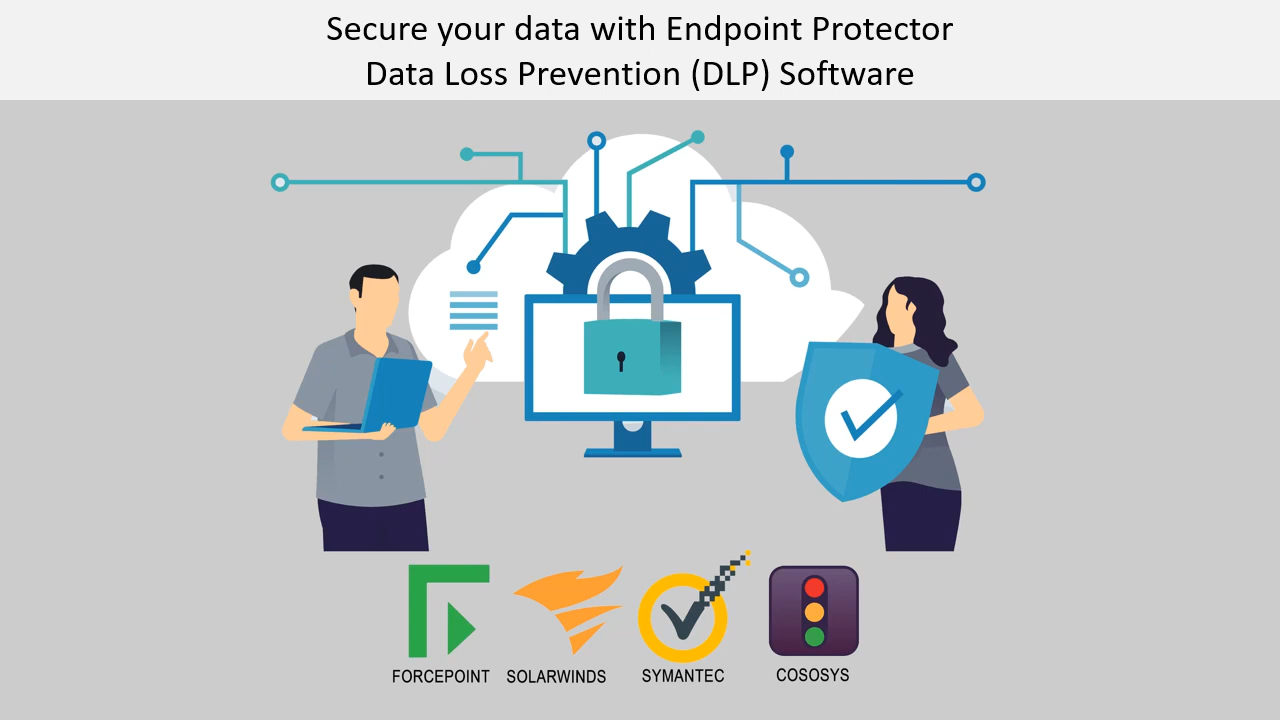 Secure your data with Endpoint Protector
Data Loss Prevention (DLP) Software
FORCEPOINT SOLARWINDS SYMANTEC COSOSYS